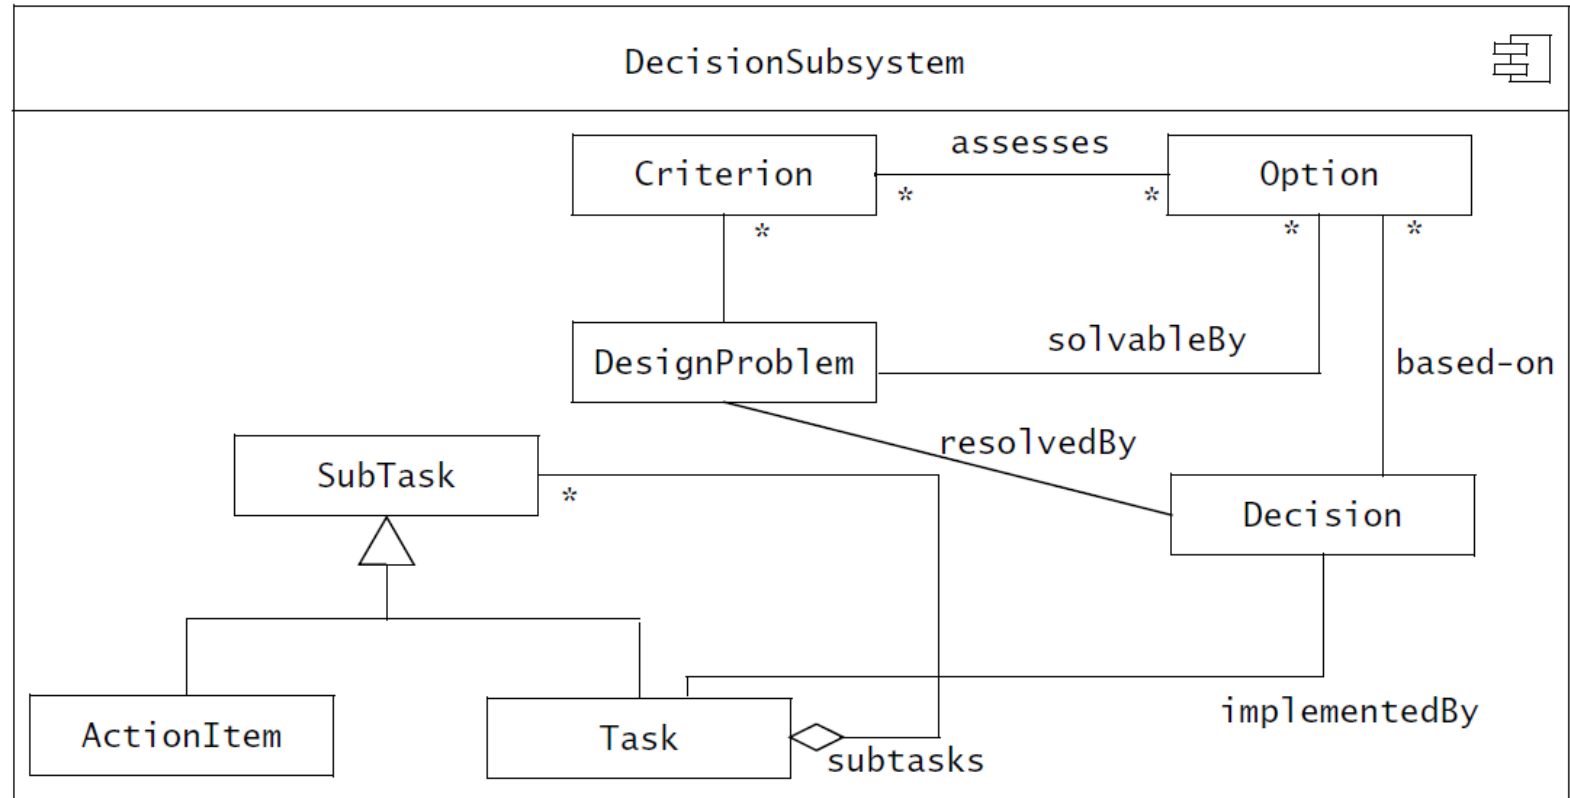 DecisionSubsystem
assesses
Criterion
Option
*
*
*
*
*
solvableBy
DesignProblem
based-on
resolvedBy
SubTask
*
Decision
implementedBy
ActionItem
Task
subtasks